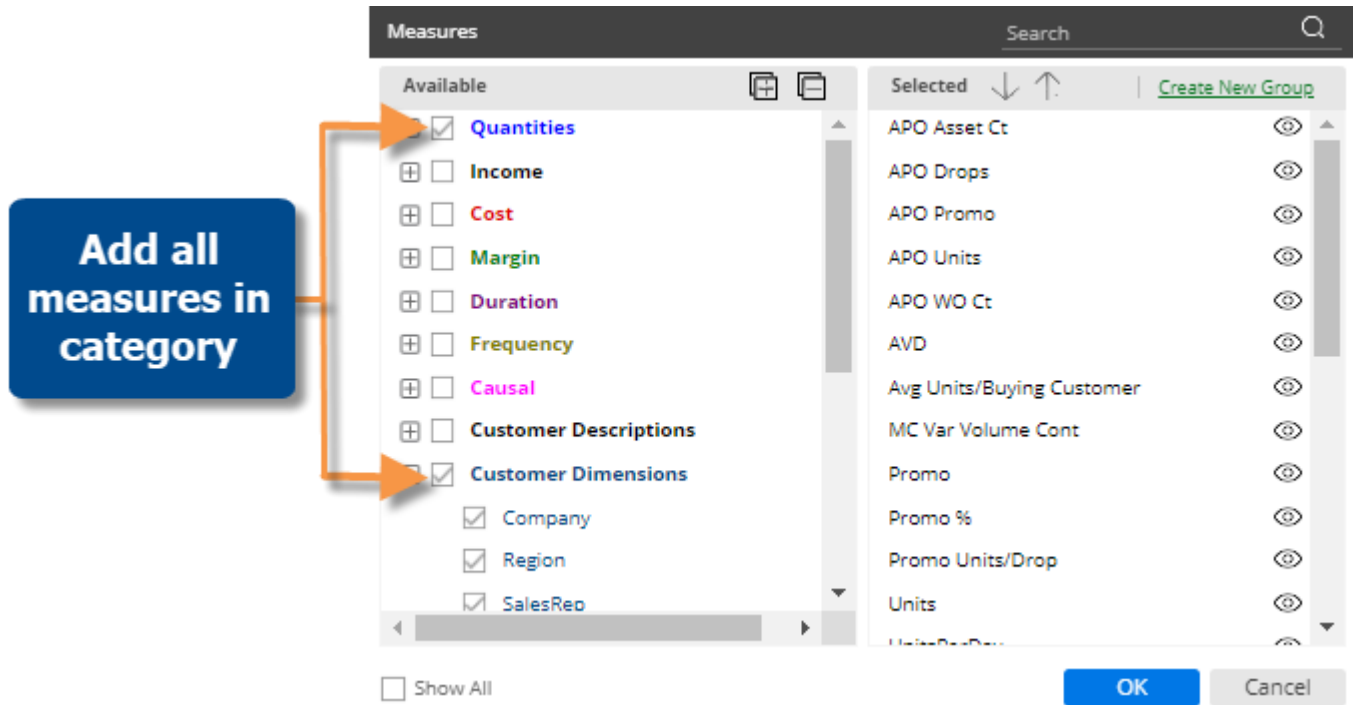 Measures
Search
Available
Selected
Create New Group
Add all
measures in
category
Quantities
Income
Cost
Margin
Duration
Frequency
Causal
Customer Descriptions
Customer Dimensions
Company
Region
SalesRep
APO Asset Ct
APO Drops
APO Promo
APO Units
APO WO Ct
AVD
Avg Units/Buying Customer
MC Var Volume Cont
Promo
Promo %
Promo Units/Drop
Units
UnitsPerDay
Show All
OK
Cancel